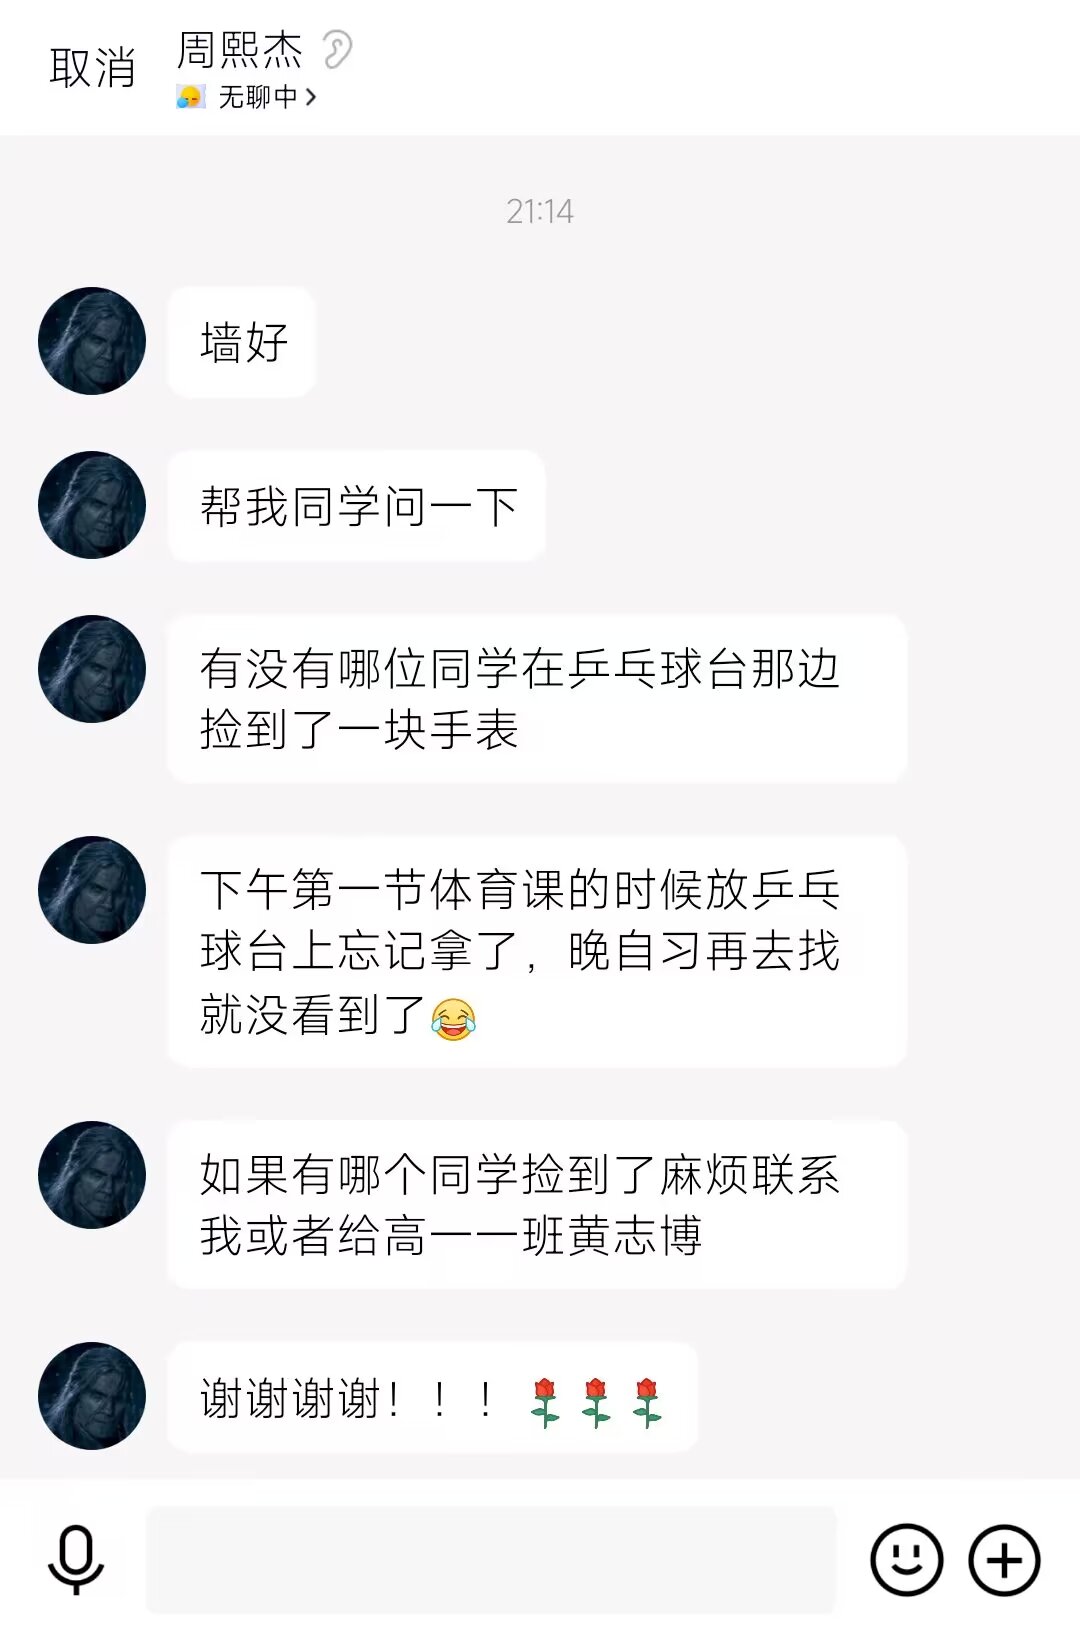 取消
周熙杰
无聊中
21:14
墙好
帮我同学问一下
有没有哪位同学在乒乓球台那边
捡到了一块手表
下午第一节体育课的时候放乒乓
球台上忘记拿了，晚自习再去找
就没看到了😂
如果有哪个同学捡到了麻烦联系
我或者给高一一班黄志博
谢谢谢谢！！！🌹🌹🌹